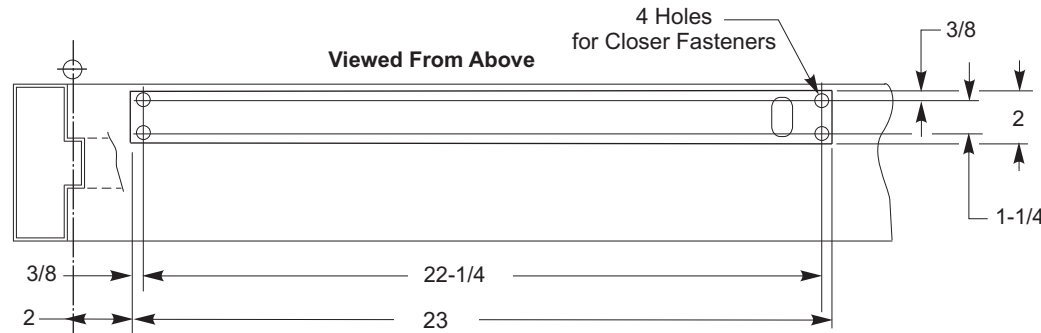 4 Holes
for Closer Fasteners
3/8
Viewed From Above
2
1-1/4
3/8
22-1/4
2
23